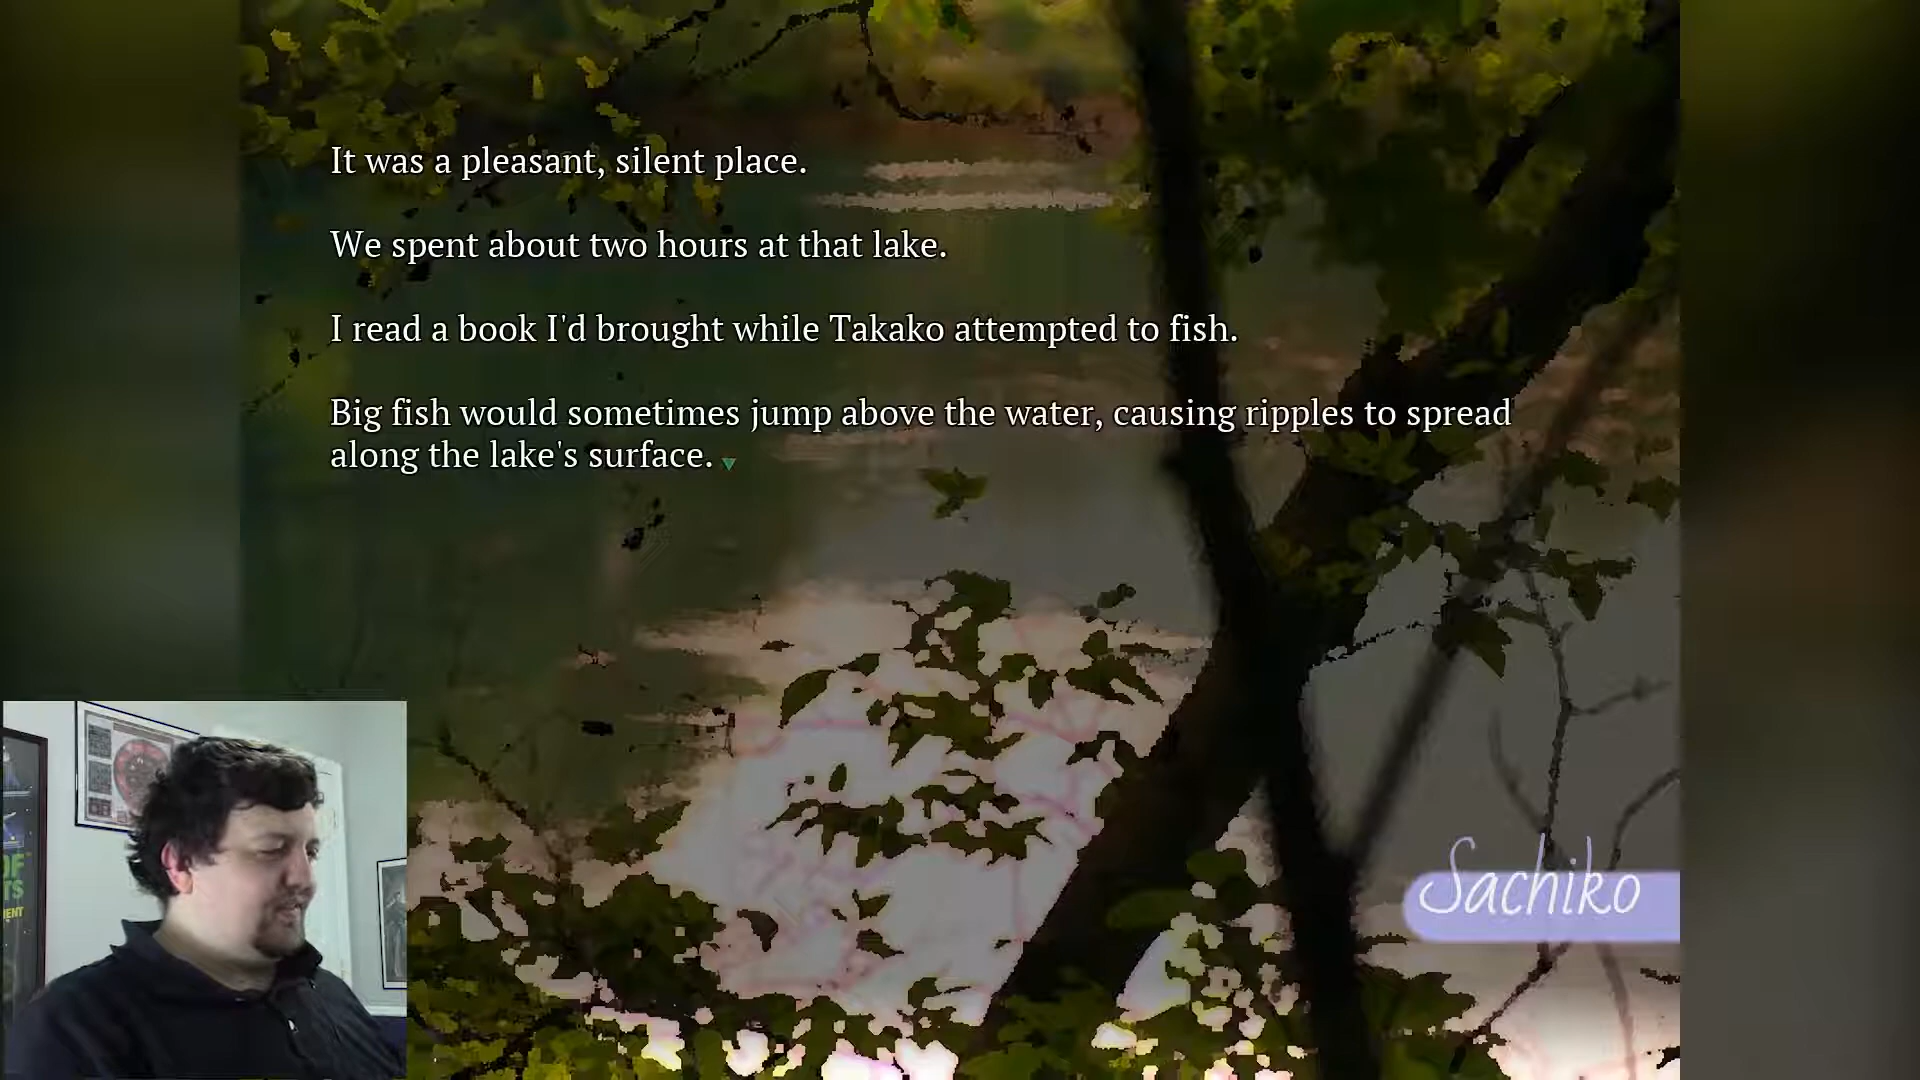 It was a pleasant, silent place.
We spent about two hours at that lake.
I read a book I'd brought while Takako attempted to fish.
Big fish would sometimes jump above the water, causing ripples to spread
along the lake's surface.
Sachiko
OF
TS